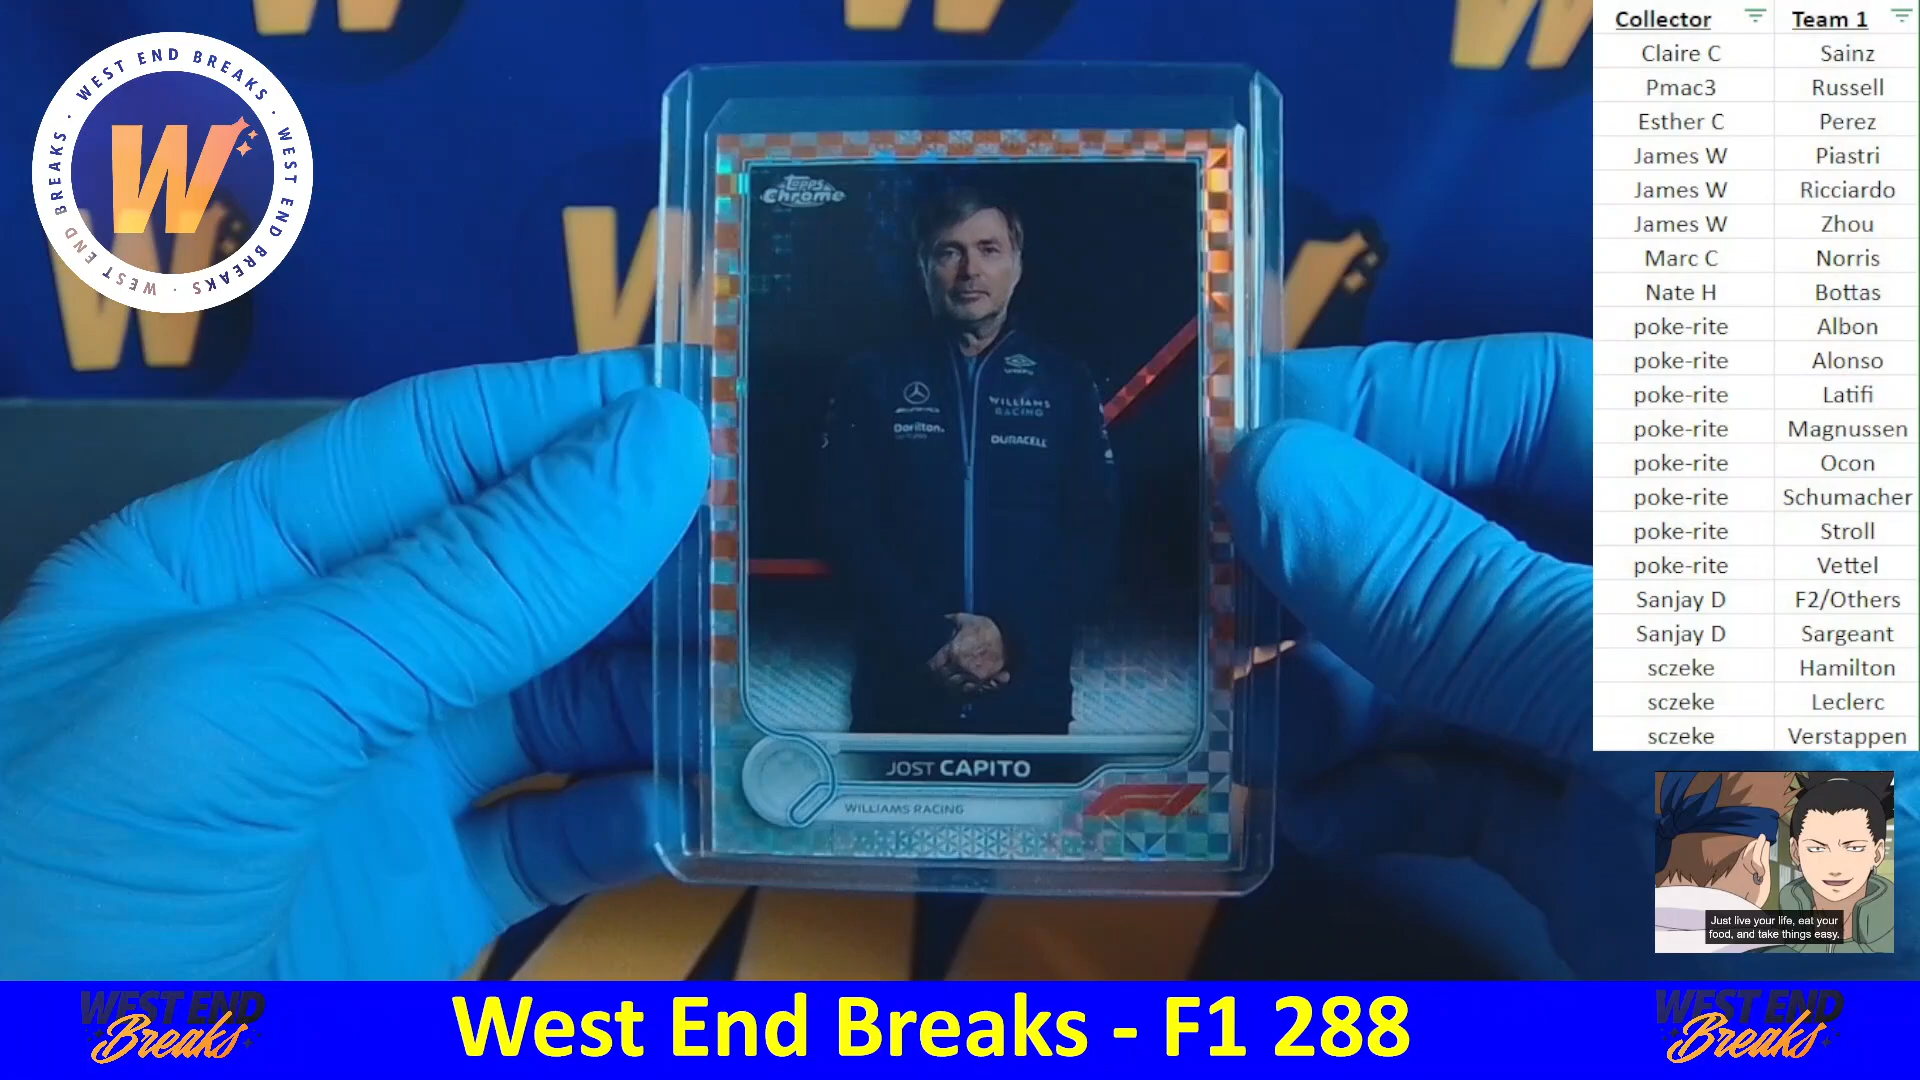 WEST END BREAKS · WEST END BREAKS · WEST END BREAKS ·
W
Topps
Chrome
UMBRO
WILLIAMS
RACING
Dorilton.
DURACELL
JOST CAPITO
WILLIAMS RACING
F1
Collector Team 1
Claire C Sainz
Pmac3 Russell
Esther C Perez
James W Piastri
James W Ricciardo
James W Zhou
Marc C Norris
Nate H Bottas
poke-rite Albon
poke-rite Alonso
poke-rite Latifi
poke-rite Magnussen
poke-rite Ocon
poke-rite Schumacher
poke-rite Stroll
poke-rite Vettel
Sanjay D F2/Others
Sanjay D Sargeant
sczeke Hamilton
sczeke Leclerc
sczeke Verstappen
Just live your life, eat your
food, and take things easy.
WEST END
Breaks
West End Breaks - F1 288
WEST END
Breaks